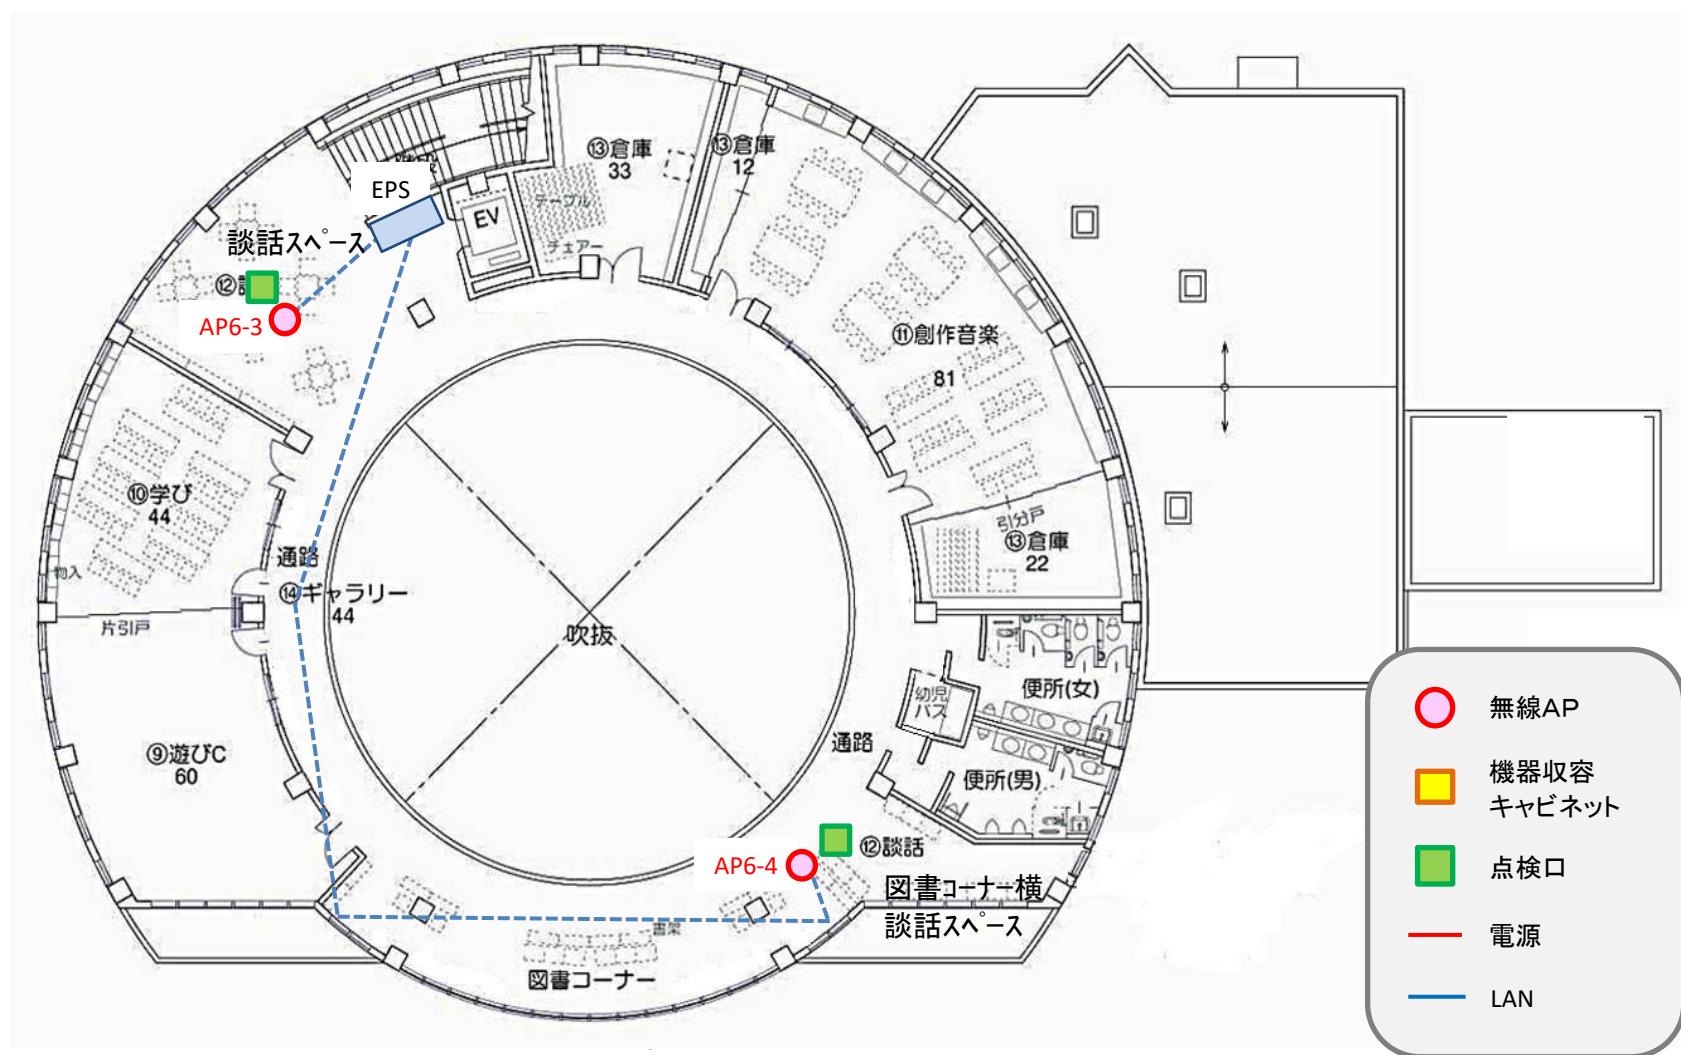 ⑬倉庫
33
⑬倉庫
12
EPS
EV
テーブル
チェアー
談話スペース
⑫
AP6-3
⑪創作音楽
81
⑩学び
44
引分戸
⑬倉庫
22
通路
物入
⑭ギャラリー
44
片引戸
吹抜
便所(女)
幼児
バス
通路
⑨遊びC
60
便所(男)
AP6-4
⑫談話
図書コーナー横
談話スペース
書架
図書コーナー
無線AP
機器収容
キャビネット
点検口
電源
LAN